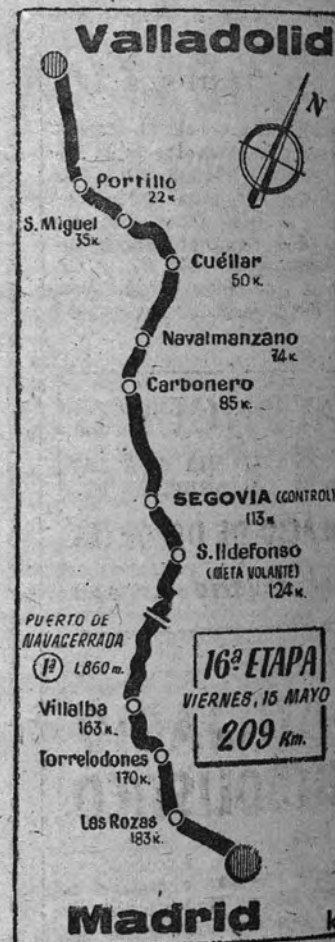 Valladolid
N
Portillo
22 K.
S. Miguel
35 K.
Cuéllar
50 K.
Navalmanzano
74 K.
Carbonero
85 K.
SEGOVIA (CONTROL)
113 K
S. Ildefonso
(META VOLANTE)
124 K.
PUERTO DE
NAVACERRADA
1ª 1.860 m.
16ª ETAPA
VIERNES, 15 MAYO
209 Km.
Villalba
163 K.
Torrelodones
170 K.
Las Rozas
183 K.
Madrid